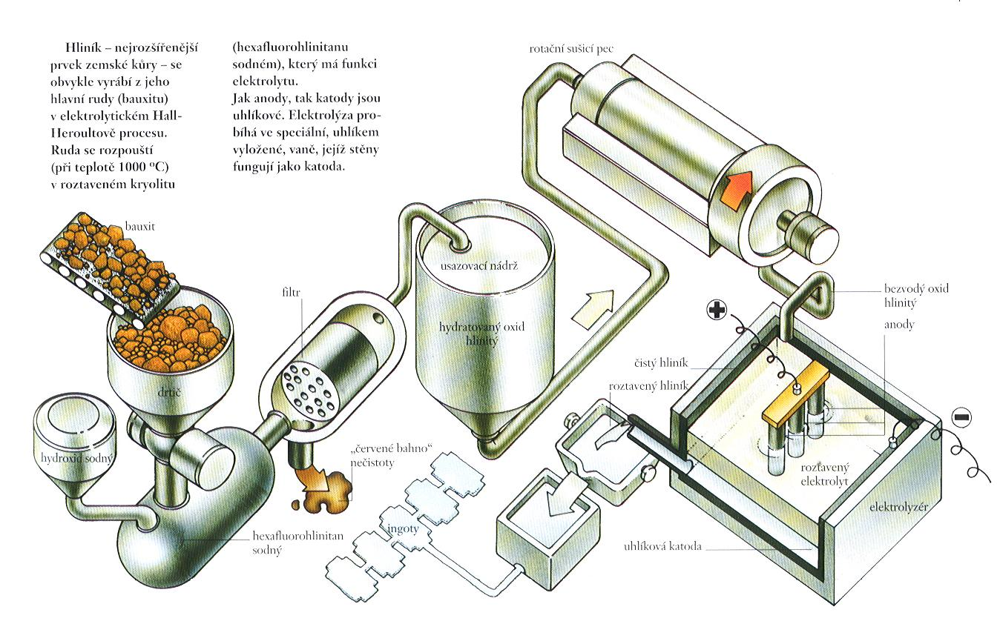 Hliník – nejrozšířenější
prvek zemské kůry – se
obvykle vyrábí z jeho
hlavní rudy (bauxitu)
v elektrolytickém Hall-
Heroultově procesu.
Ruda se rozpouští
(při teplotě 1000 ºC)
v roztaveném kryolitu
(hexafluorohlinitanu
sodném), který má funkci
elektrolytu.
Jak anody, tak katody jsou
uhlíkové. Elektrolýza pro-
bíhá ve speciální, uhlíkem
vyložené, vaně, jejíž stěny
fungují jako katoda.
rotační sušicí pec
bauxit
usazovací nádrž
filtr
bezvodý oxid
hlinitý
anody
hydratovaný oxid
hlinitý
čistý hliník
roztavený hliník
drtič
hydroxid sodný
„červené bahno“
nečistoty
roztavený
elektrolyt
elektrolyzér
ingoty
hexafluorohlinitan
sodný
uhlíková katoda